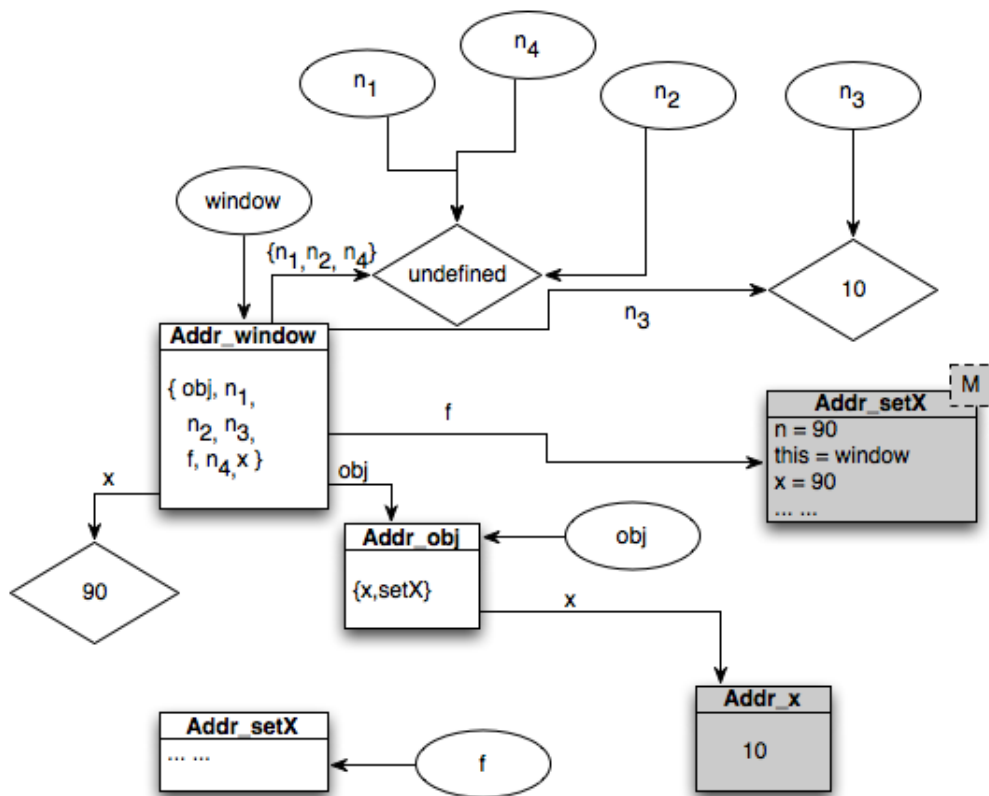 n4
n1
n2
n3
window
{n1,n2, n4}
undefined
10
n3
Addr_window
{ obj, n1,
n2, n3,
f, n4,x }
f
M
Addr_setX
n = 90
this = window
x = 90
... ...
x
obj
90
Addr_obj
{x,setX}
obj
x
Addr_setX
... ...
f
Addr_x
10